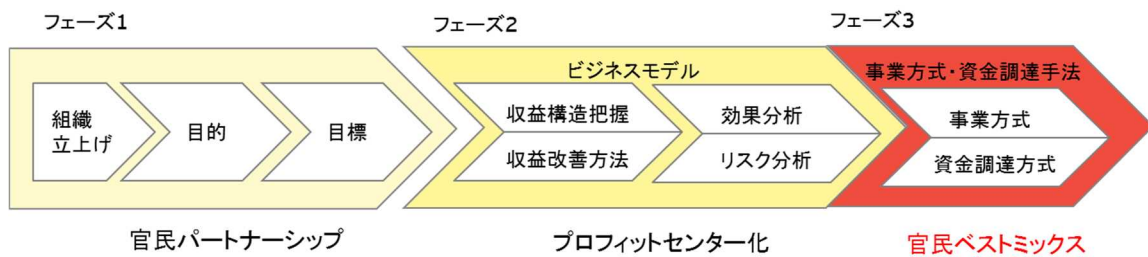 フェーズ1
組織
立上げ
目的
目標
官民パートナーシップ
フェーズ2
ビジネスモデル
収益構造把握
収益改善方法
効果分析
リスク分析
プロフィットセンター化
フェーズ3
事業方式・資金調達手法
事業方式
資金調達方式
官民ベストミックス